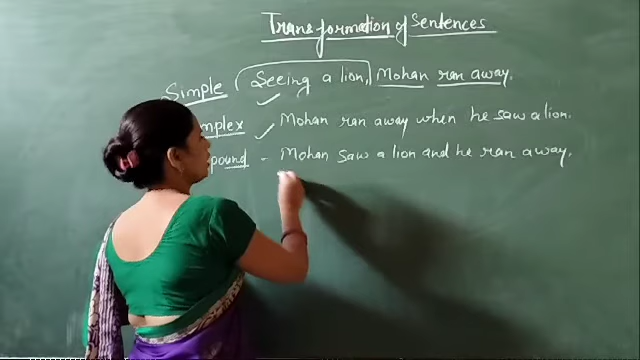 Transformation of Sentences
Simple Seeing a lion, Mohan ran away.
mplex Mohan ran away when he saw a lion.
pound - Mohan saw a lion and he ran away.